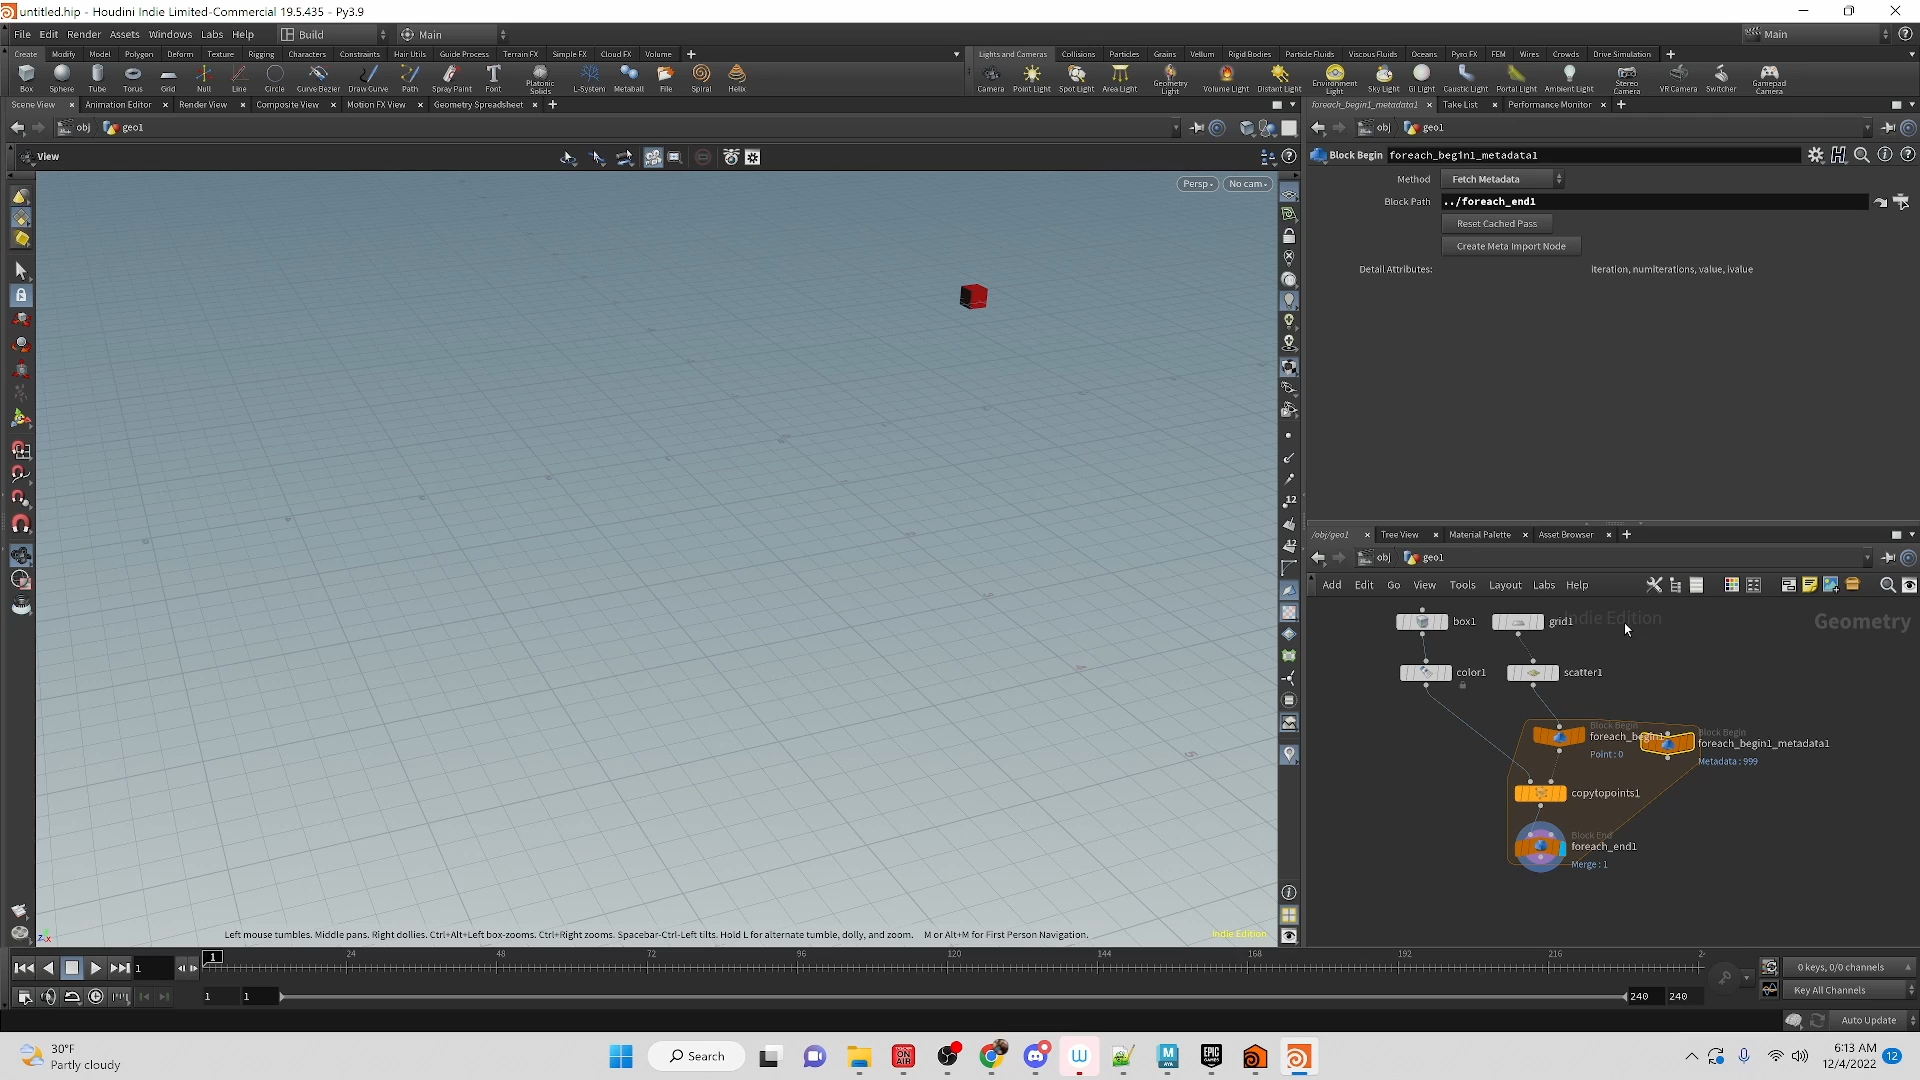 untitled.hip - Houdini Indie Limited-Commercial 19.5.435 - Py3.9
File Edit Render Assets Windows Labs Help Build Main Main
Create Modify Model Polygon Deform Texture Rigging Characters Constraints Hair Utils Guide Process Terrain FX Simple FX Cloud FX Volume
Lights and Cameras Collisions Particles Grains Vellum Rigid Bodies Particle Fluids Viscous Fluids Oceans Pyro FX FEM Wires Crowds Drive Simulation
Box Sphere Tube Torus Grid Line Null Circle Curve Bezier Draw Curve Path Spray Paint Font Platonic Solids L-System Metaball File Spiral Helix
Camera Point Light Spot Light Area Light Geometry Light Volume Light Distant Light Environment Light Sky Light GI Light Caustic Light Portal Light Ambient Light Stereo Camera VR Camera Switcher Gamepad Camera
Scene View Animation Editor Render View Composite View Motion FX View Geometry Spreadsheet
foreach_begin1_metadata1 Take List Performance Monitor
obj geo1
obj geo1
View
Block Begin foreach_begin1_metadata1
Persp No cam
Method Fetch Metadata
Block Path ../foreach_end1
Reset Cached Pass
Create Meta Import Node
Detail Attributes: iteration, numiterations, value, ivalue
/obj/geo1 Tree View Material Palette Asset Browser
obj geo1
Add Edit Go View Tools Layout Labs Help
Indie Edition
Geometry
box1 grid1
color1 scatter1
Block Begin
foreach_begin1
Point : 0
Block Begin
foreach_begin1_metadata1
Metadata : 999
copytopoints1
Block End
foreach_end1
Merge : 1
12
12
Left mouse tumbles. Middle pans. Right dollies. Ctrl+Alt+Left box-zooms. Ctrl+Right zooms. Spacebar-Ctrl-Left tilts. Hold L for alternate tumble, dolly, and zoom. M or Alt+M for First Person Navigation.
Indie Edition
1 1 24 48 72 96 120 144 168 192 216
0 keys, 0/0 channels
1 1 240 240
Key All Channels
Auto Update
30°F
Partly cloudy
Search
ON AIR
EPIC GAMES
6:13 AM
12/4/2022
12